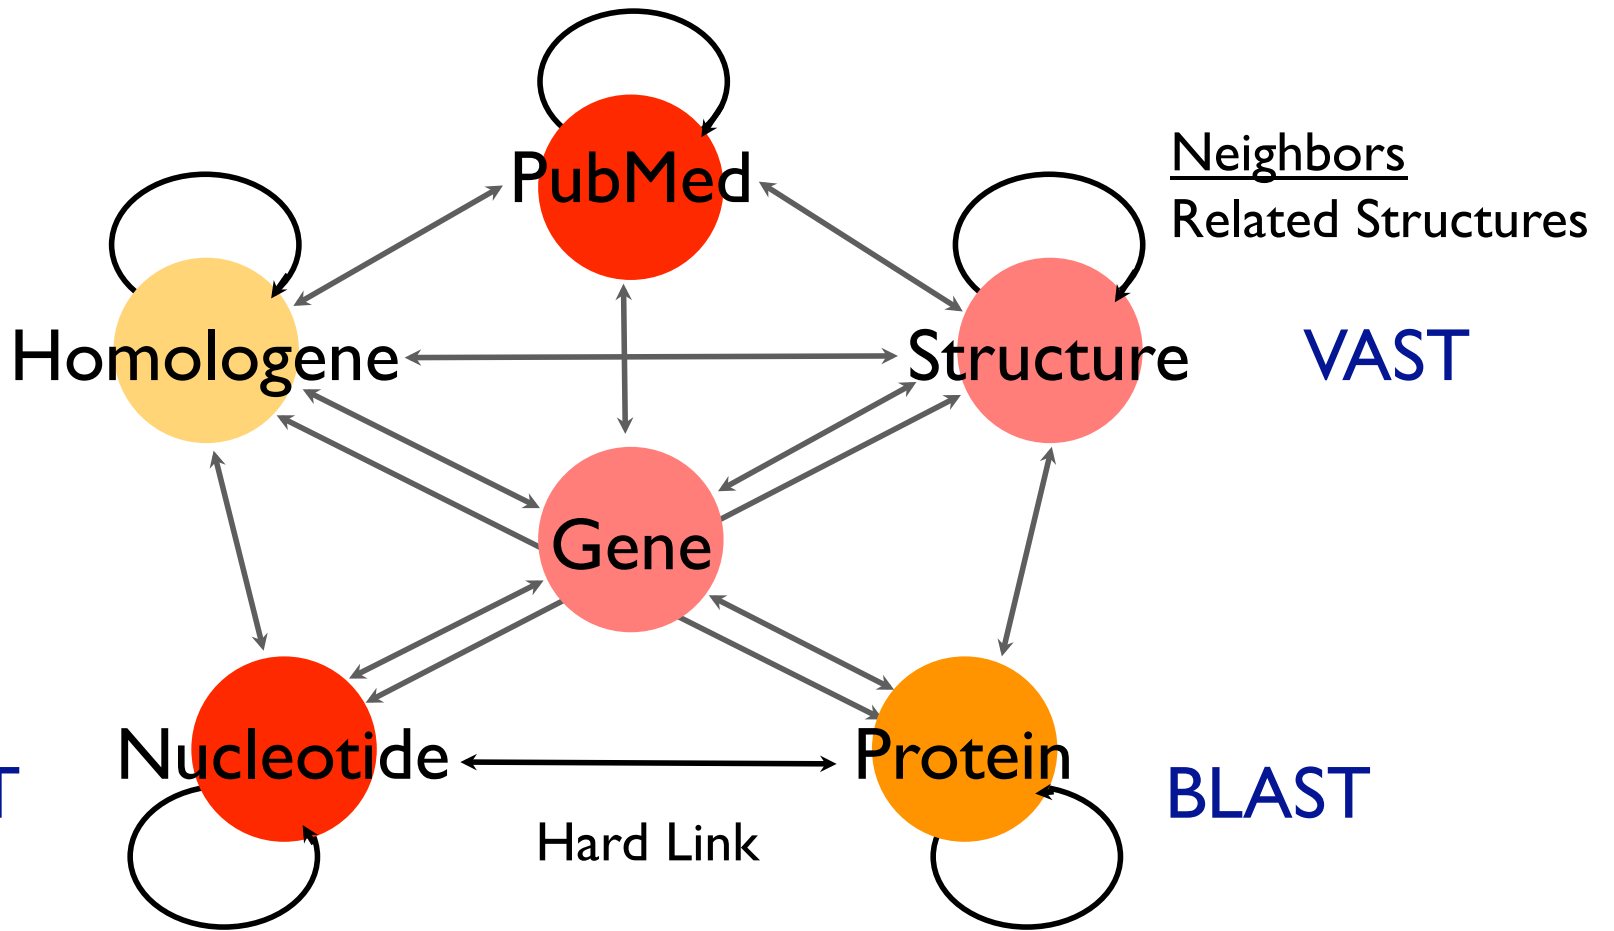 PubMed
Neighbors
Related Structures
Homologene
Structure
VAST
Gene
Nucleotide
Protein
T
BLAST
Hard Link